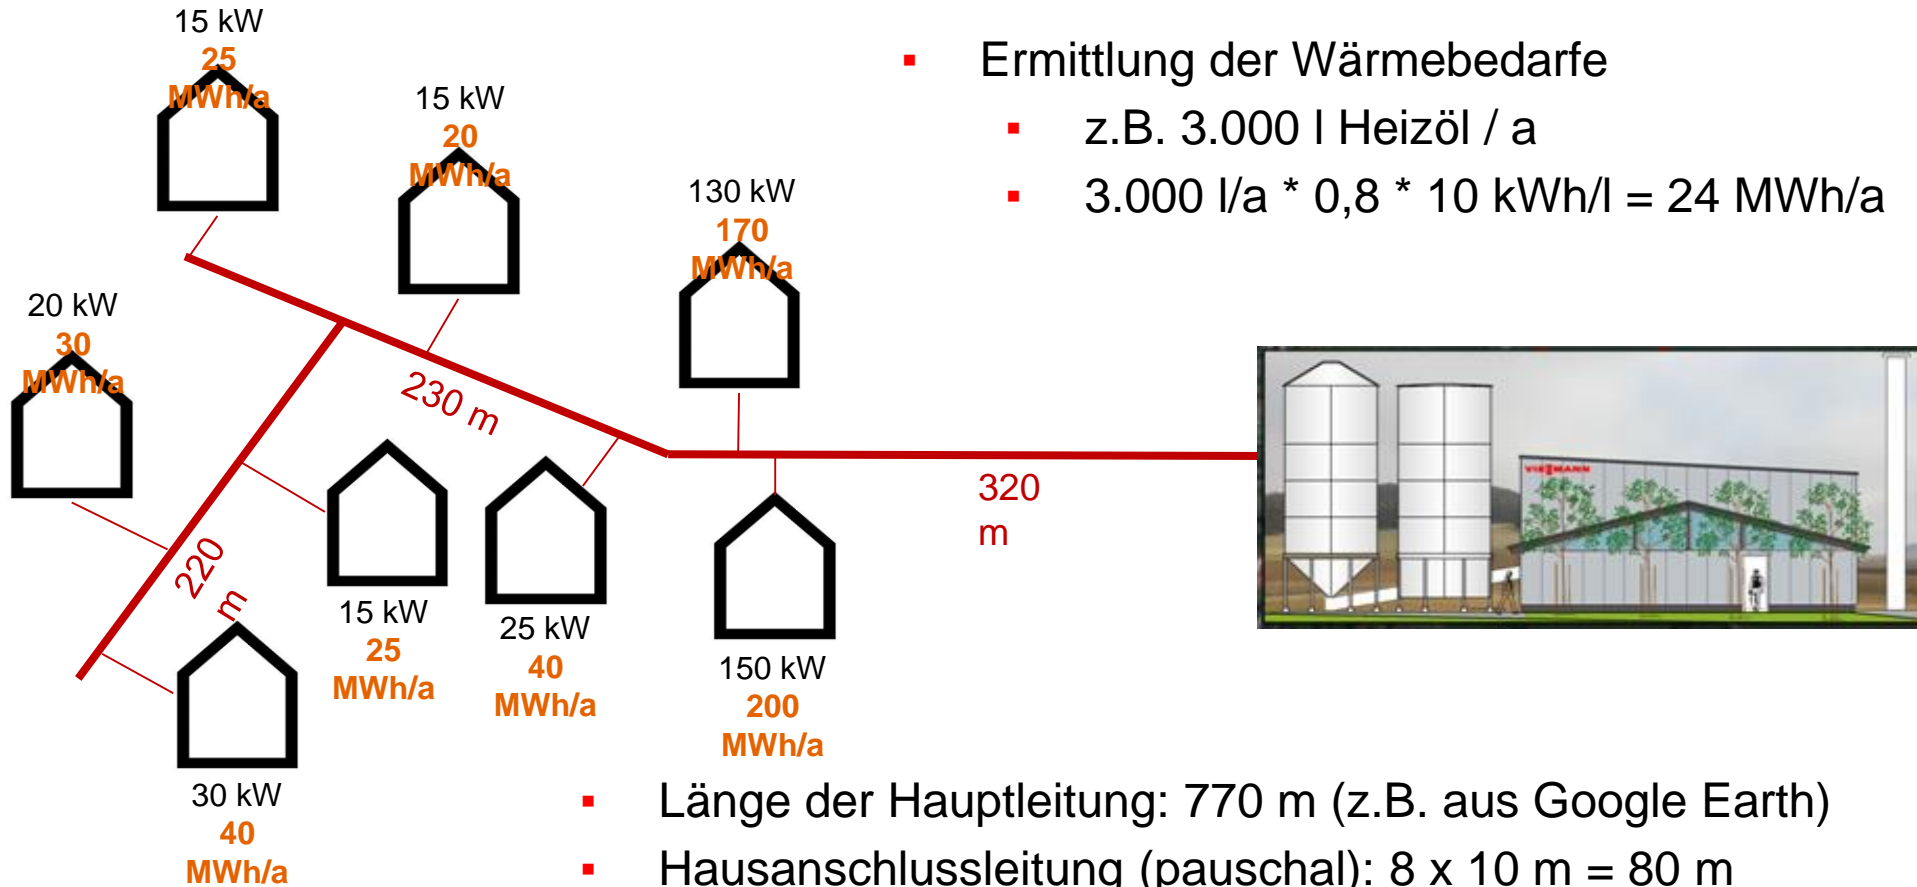 15 kW
25
MWh/a
15 kW
20
MWh/a
130 kW
170
MWh/a
20 kW
30
MWh/a
230 m
220
m
320
m
15 kW
25
MWh/a
25 kW
40
MWh/a
150 kW
200
MWh/a
30 kW
40
MWh/a
Ermittlung der Wärmebedarfe
z.B. 3.000 l Heizöl / a
3.000 l/a * 0,8 * 10 kWh/l = 24 MWh/a
VIESMANN
Länge der Hauptleitung: 770 m (z.B. aus Google Earth)
Hausanschlussleitung (pauschal): 8 x 10 m = 80 m